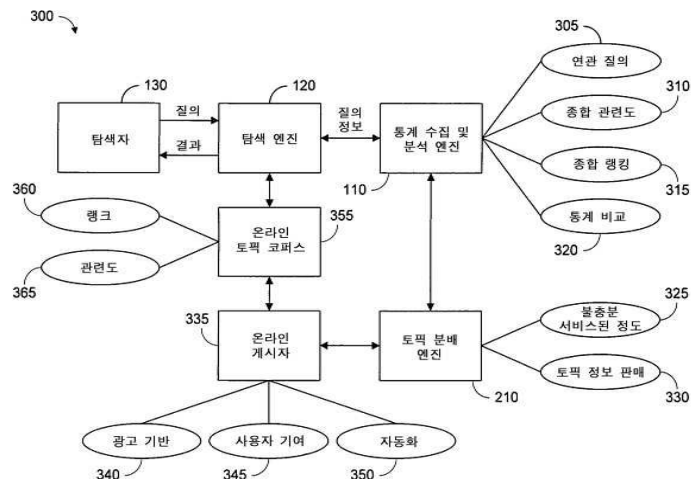 300
130
120
305
질의
탐색자
결과
탐색 엔진
질의
정보
통계 수집 및
분석 엔진
110
연관 질의
종합 관련도
310
종합 랭킹
315
통계 비교
320
360
랭크
관련도
365
온라인
토픽 코퍼스
355
335
온라인
게시자
토픽 분배
엔진
210
불충분
서비스된 정도
325
토픽 정보 판매
330
광고 기반
340
사용자 기여
345
자동화
350